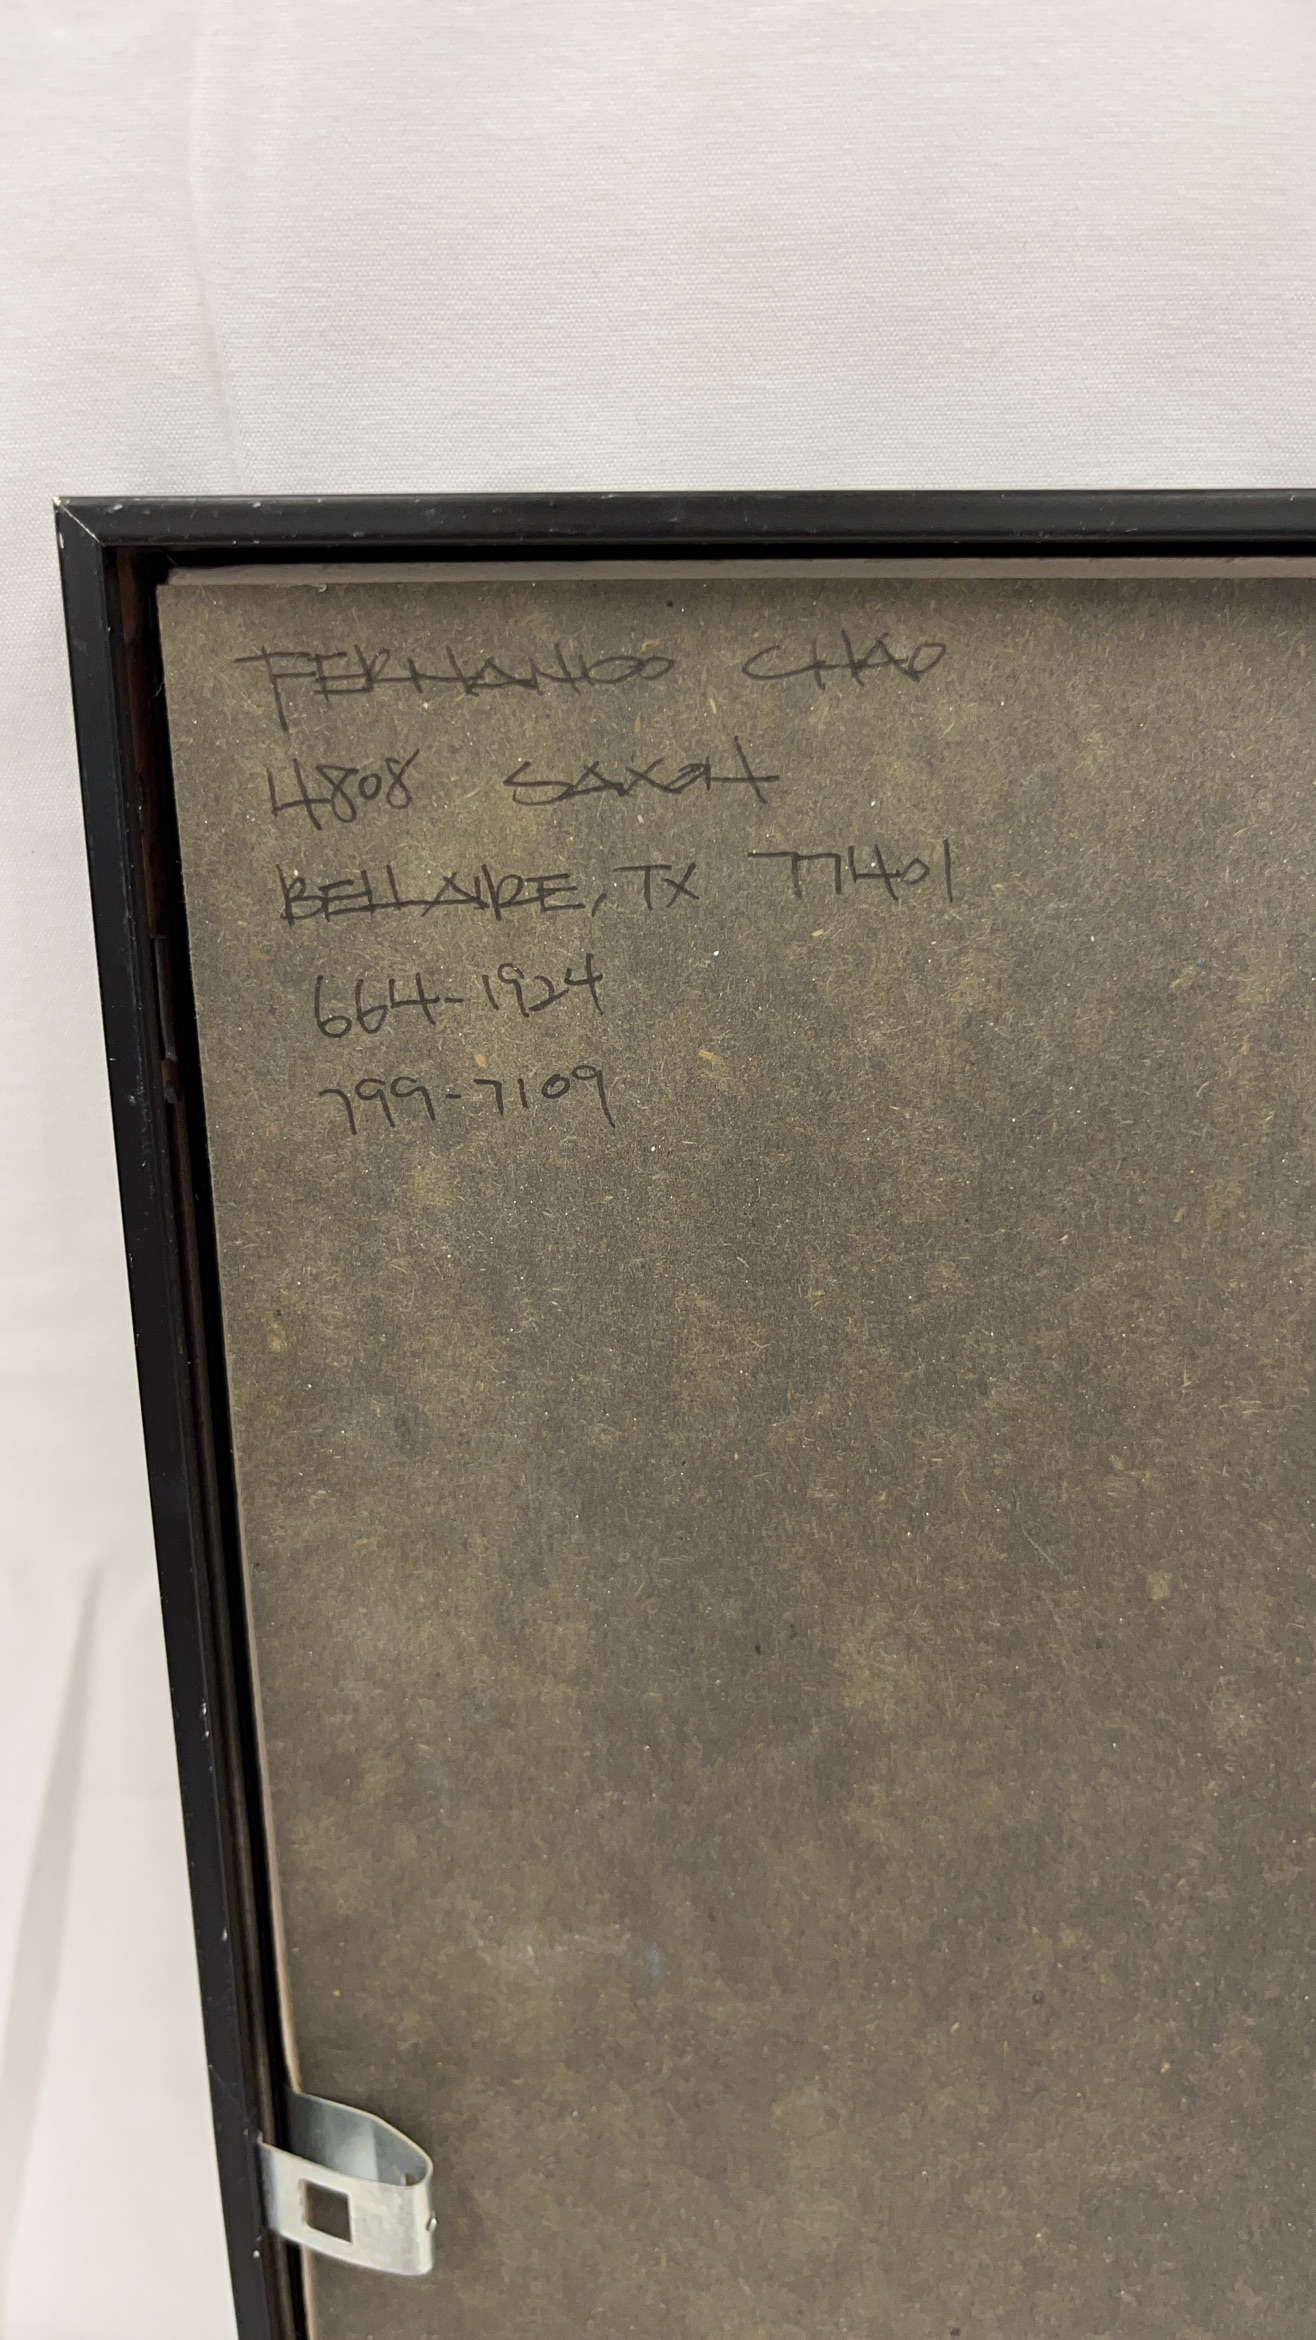 FERNANDO CHAO
4808 SAXON
BELLAIRE, TX 77401
664-1924
799-7109